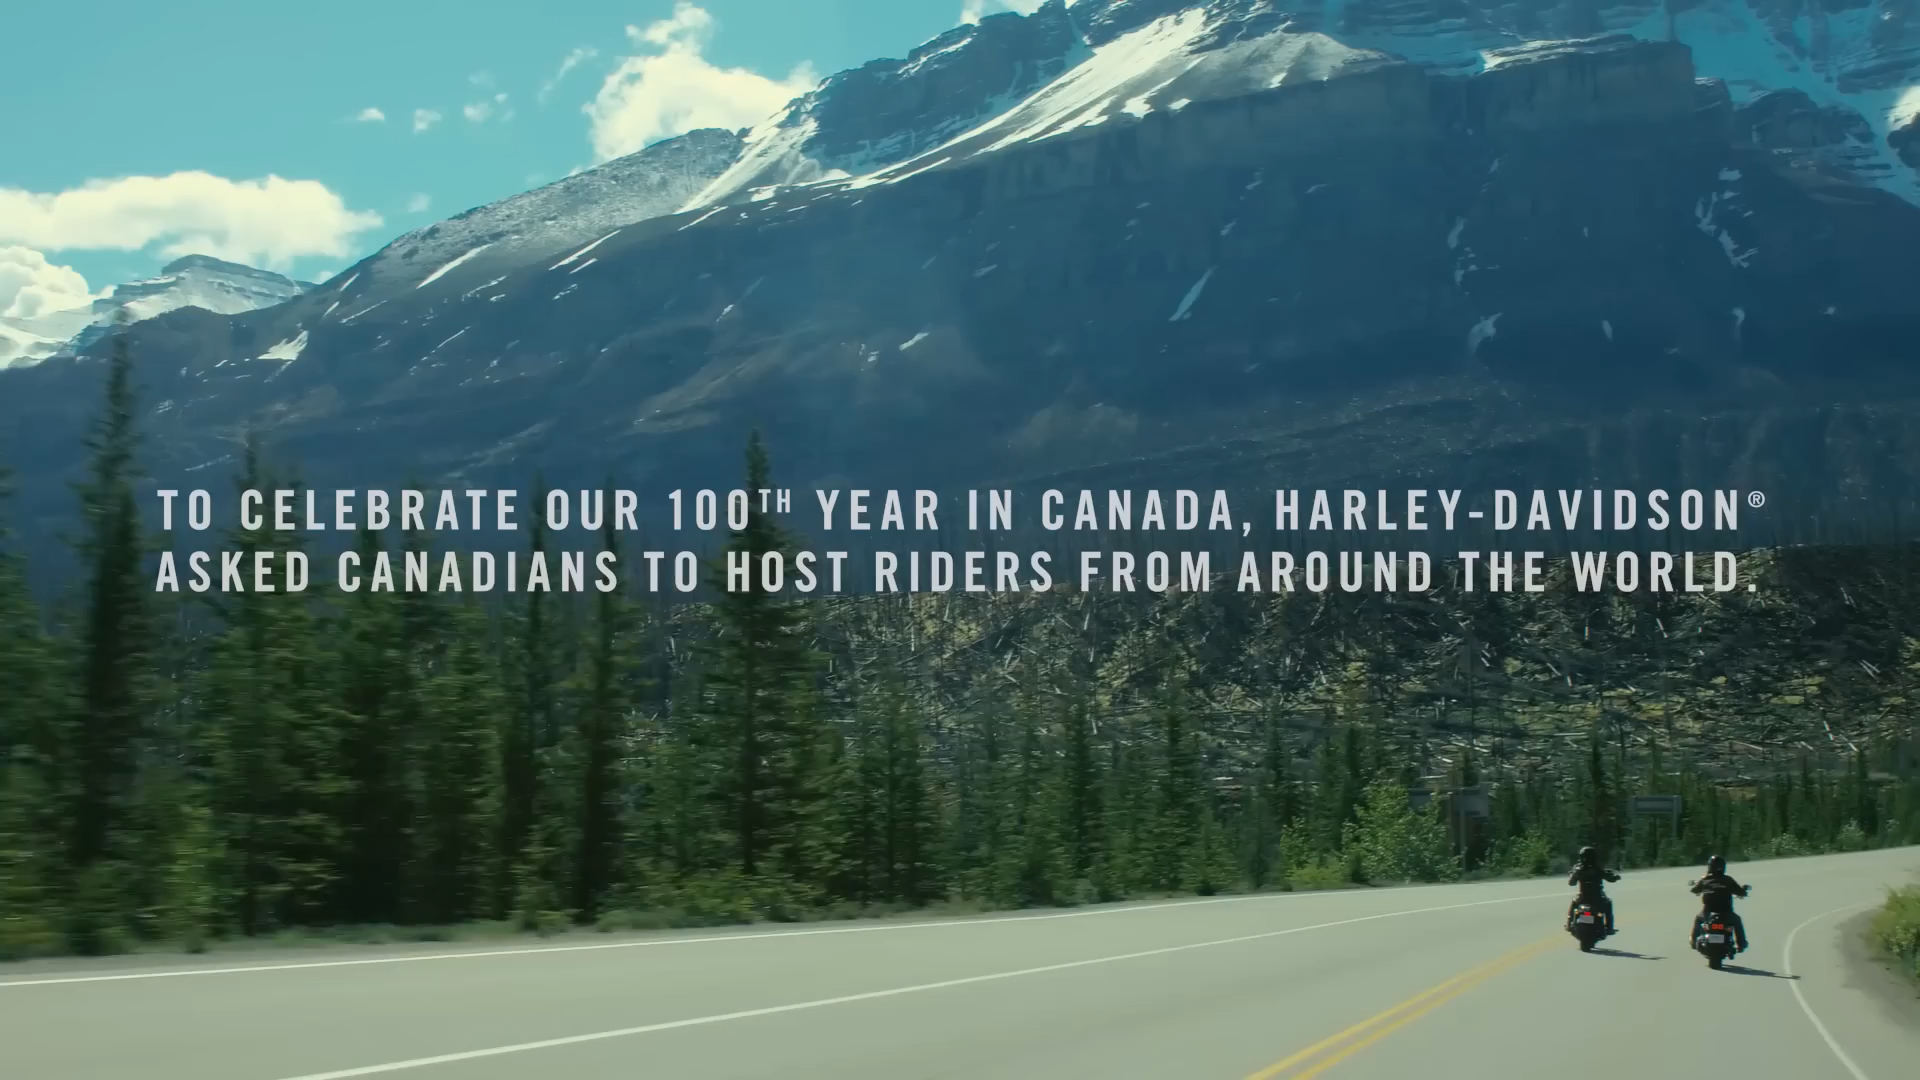 TO CELEBRATE OUR 100TH YEAR IN CANADA, HARLEY-DAVIDSON®
ASKED CANADIANS TO HOST RIDERS FROM AROUND THE WORLD.